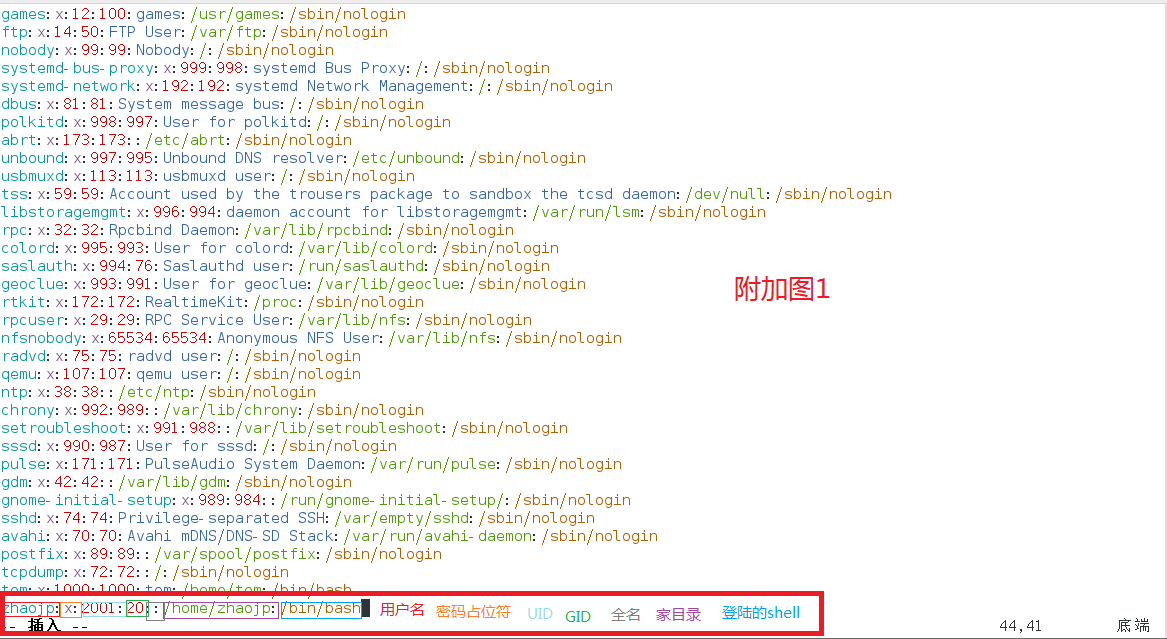 games:x:12:100:games:/usr/games:/sbin/nologin
ftp:x:14:50:FTP User:/var/ftp:/sbin/nologin
nobody:x:99:99:Nobody:/:/sbin/nologin
systemd-bus-proxy:x:999:998:systemd Bus Proxy:/:/sbin/nologin
systemd-network:x:192:192:systemd Network Management:/:/sbin/nologin
dbus:x:81:81:System message bus:/:/sbin/nologin
polkitd:x:998:997:User for polkitd:/:/sbin/nologin
abrt:x:173:173::/etc/abrt:/sbin/nologin
unbound:x:997:995:Unbound DNS resolver:/etc/unbound:/sbin/nologin
usbmuxd:x:113:113:usbmuxd user:/:/sbin/nologin
tss:x:59:59:Account used by the trousers package to sandbox the tcsd daemon:/dev/null:/sbin/nologin
libstoragemgmt:x:996:994:daemon account for libstoragemgmt:/var/run/lsm:/sbin/nologin
rpc:x:32:32:Rpcbind Daemon:/var/lib/rpcbind:/sbin/nologin
colord:x:995:993:User for colord:/var/lib/colord:/sbin/nologin
saslauth:x:994:76:Saslauthd user:/run/saslauthd:/sbin/nologin
geoclue:x:993:991:User for geoclue:/var/lib/geoclue:/sbin/nologin
附加图1
rtkit:x:172:172:RealtimeKit:/proc:/sbin/nologin
rpcuser:x:29:29:RPC Service User:/var/lib/nfs:/sbin/nologin
nfsnobody:x:65534:65534:Anonymous NFS User:/var/lib/nfs:/sbin/nologin
radvd:x:75:75:radvd user:/:/sbin/nologin
qemu:x:107:107:qemu user:/:/sbin/nologin
ntp:x:38:38::/etc/ntp:/sbin/nologin
chrony:x:992:989::/var/lib/chrony:/sbin/nologin
setroubleshoot:x:991:988::/var/lib/setroubleshoot:/sbin/nologin
sssd:x:990:987:User for sssd:/:/sbin/nologin
pulse:x:171:171:PulseAudio System Daemon:/var/run/pulse:/sbin/nologin
gdm:x:42:42::/var/lib/gdm:/sbin/nologin
gnome-initial-setup:x:989:984::/run/gnome-initial-setup/:/sbin/nologin
sshd:x:74:74:Privilege-separated SSH:/var/empty/sshd:/sbin/nologin
avahi:x:70:70:Avahi mDNS/DNS-SD Stack:/var/run/avahi-daemon:/sbin/nologin
postfix:x:89:89::/var/spool/postfix:/sbin/nologin
tcpdump:x:72:72::/:/sbin/nologin
tom:x:1000:1000:tom:/home/tom:/bin/bash
zhaojp:x:2001:20::/home/zhaojp:/bin/bash 用户名 密码占位符 UID GID 全名 家目录 登陆的shell
-- 插入 -- 44,41 底端